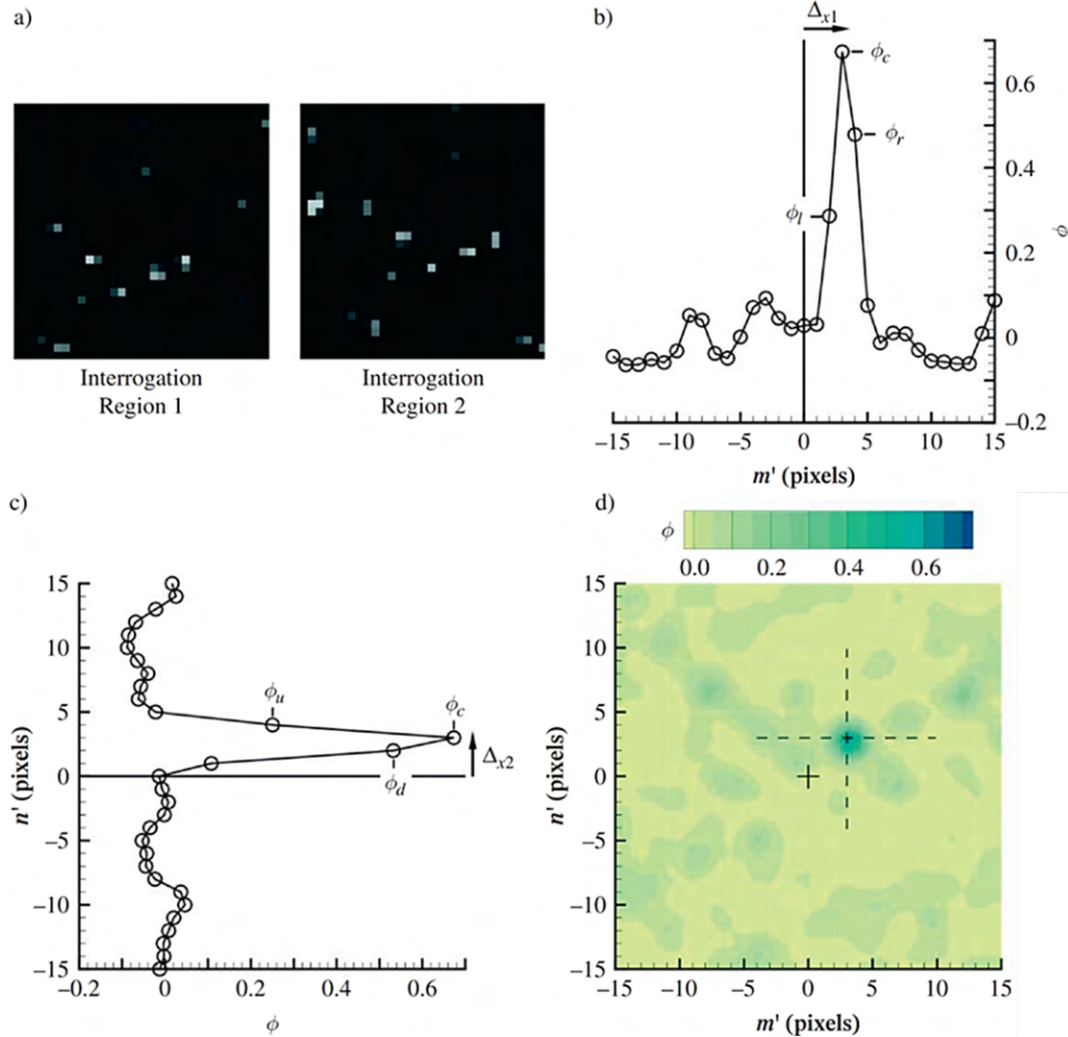 a)
Interrogation
Region 1
Interrogation
Region 2
b)
Δx1
ϕc
ϕr
ϕl
0.6
0.4
0.2
0
−0.2
ϕ
−15 −10 −5 0 5 10 15
m' (pixels)
c)
15
10
5
0
−5
−10
−15
n' (pixels)
ϕu
ϕc
Δx2
ϕd
−0.2 0 0.2 0.4 0.6
ϕ
d)
ϕ
0.0 0.2 0.4 0.6
15
10
5
0
−5
−10
−15
n' (pixels)
−15 −10 −5 0 5 10 15
m' (pixels)